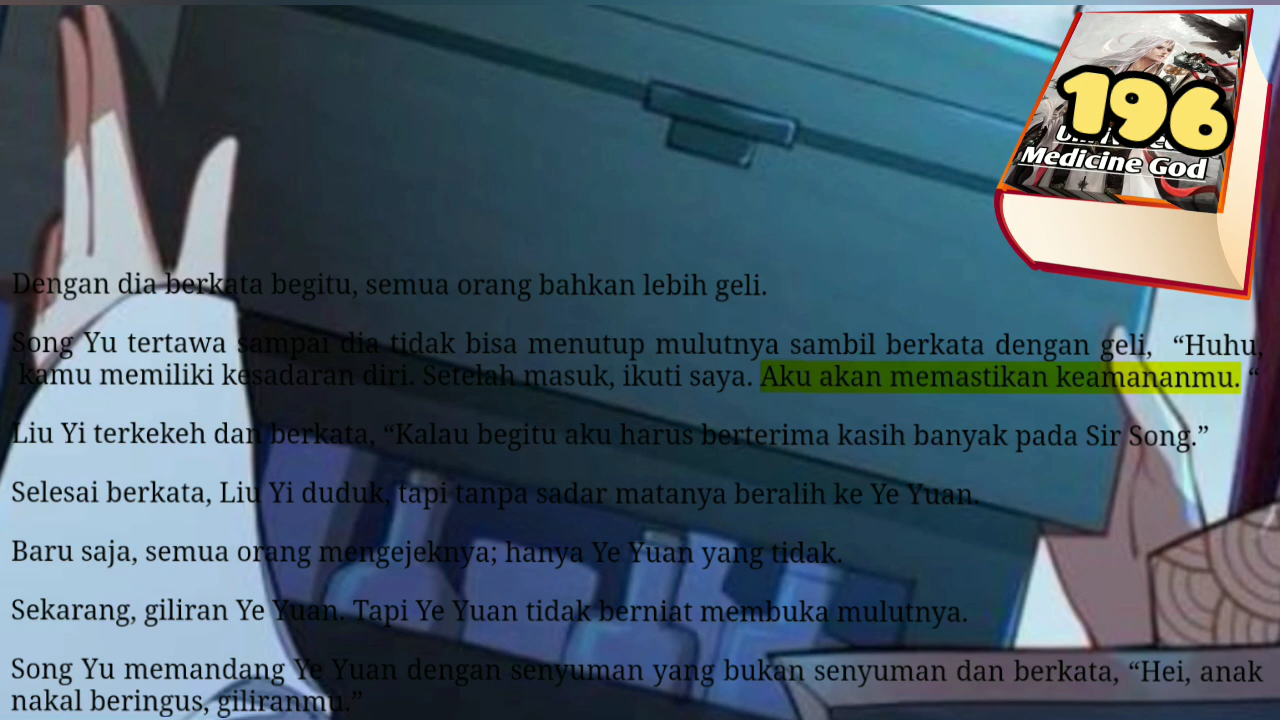 196
Medicine God
Dengan dia berkata begitu, semua orang bahkan lebih geli.
Song Yu tertawa sampai dia tidak bisa menutup mulutnya sambil berkata dengan geli, “Huhu,
kamu memiliki kesadaran diri. Setelah masuk, ikuti saya. Aku akan memastikan keamananmu. “
Liu Yi terkekeh dan berkata, “Kalau begitu aku harus berterima kasih banyak pada Sir Song.”
Selesai berkata, Liu Yi duduk, tapi tanpa sadar matanya beralih ke Ye Yuan.
Baru saja, semua orang mengejeknya; hanya Ye Yuan yang tidak.
Sekarang, giliran Ye Yuan. Tapi Ye Yuan tidak berniat membuka mulutnya.
Song Yu memandang Ye Yuan dengan senyuman yang bukan senyuman dan berkata, “Hei, anak
nakal beringus, giliranmu.”